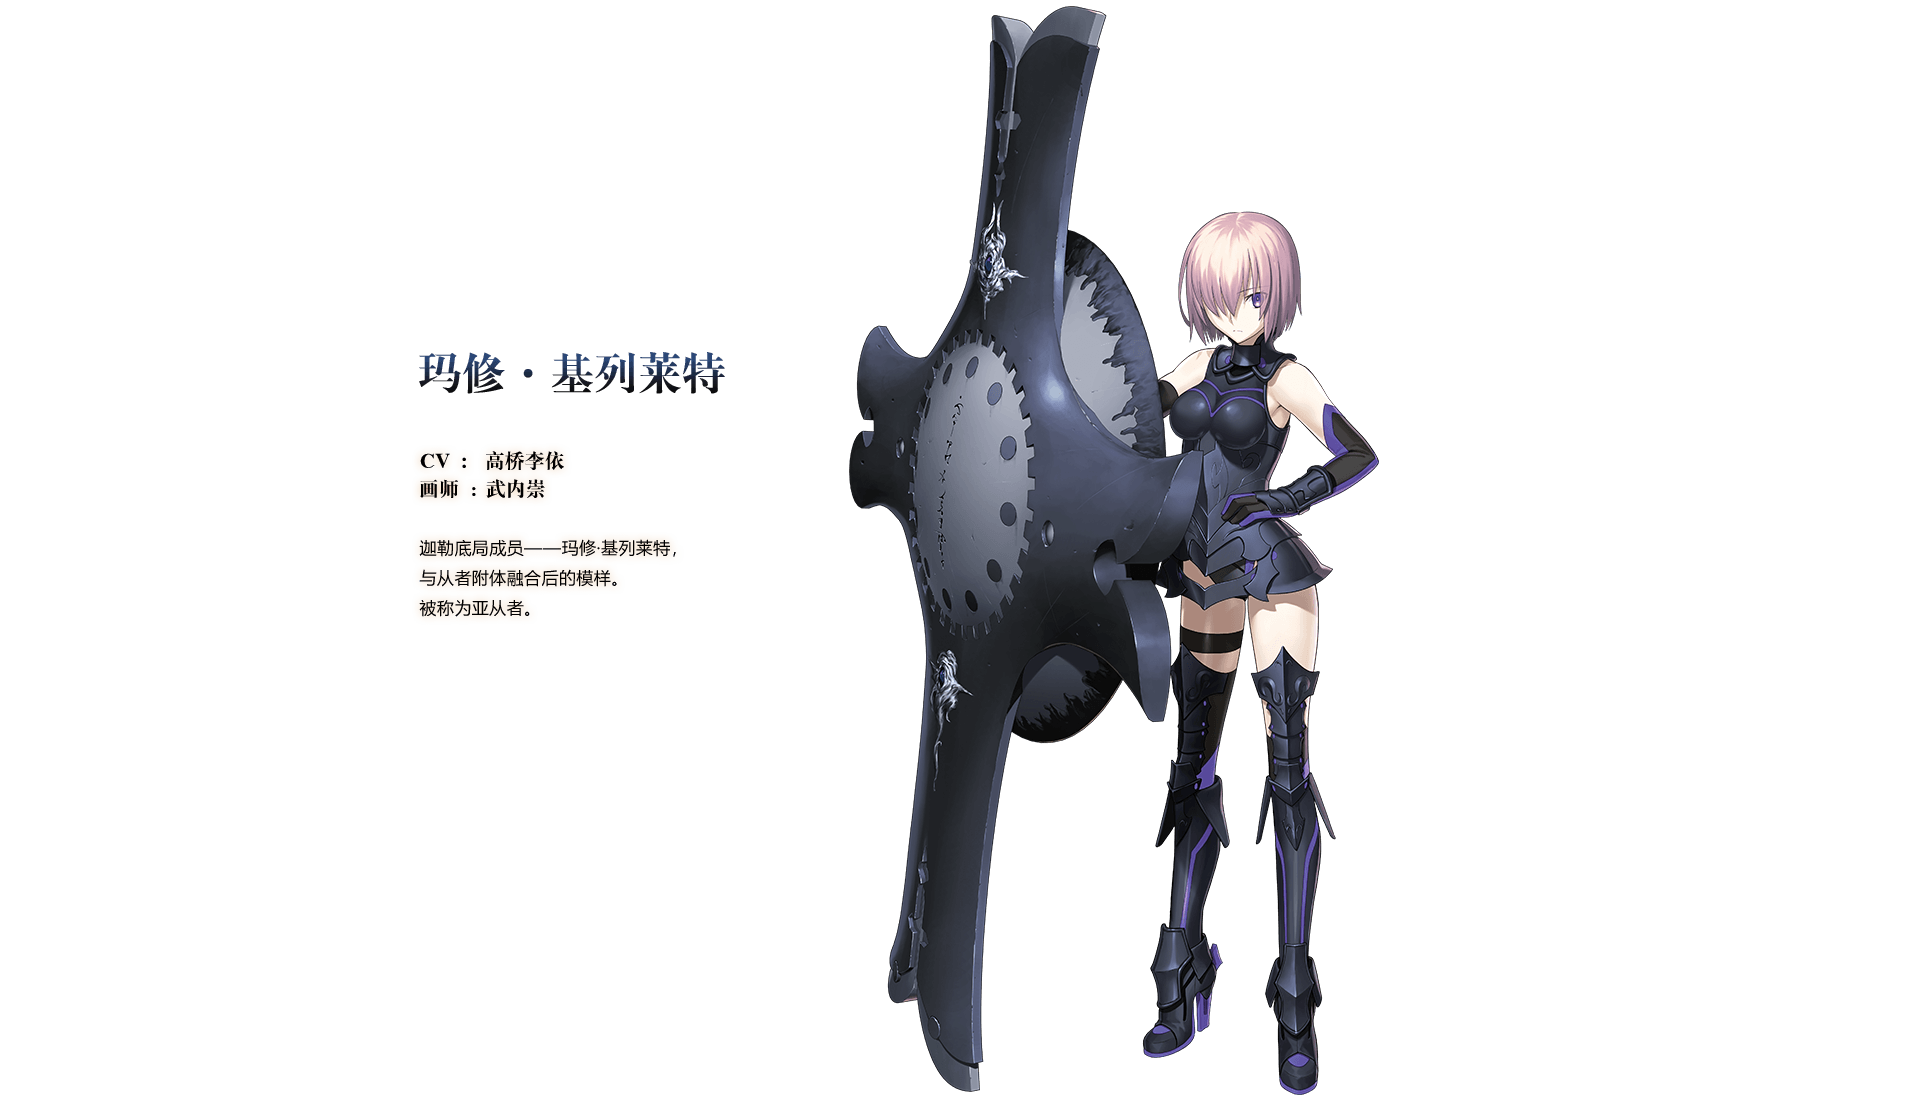 玛修·基列莱特
CV ： 高桥李依
画师 ：武内崇
迦勒底局成员——玛修·基列莱特，
与从者附体融合后的模样。
被称为亚从者。